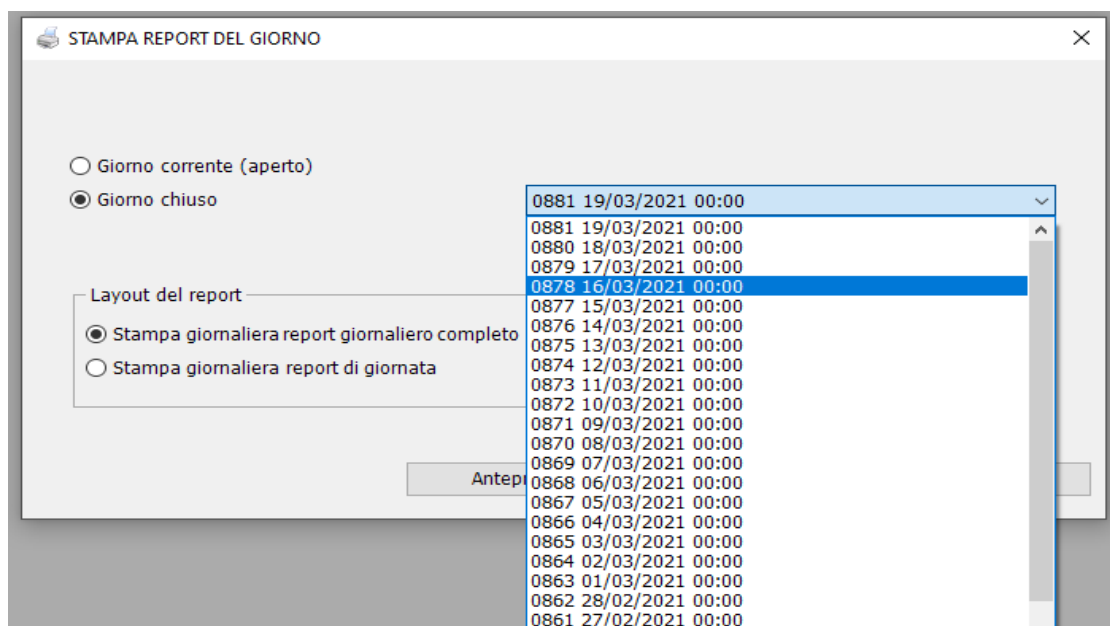 STAMPA REPORT DEL GIORNO
Giorno corrente (aperto)
Giorno chiuso
0881 19/03/2021 00:00
0881 19/03/2021 00:00
0880 18/03/2021 00:00
0879 17/03/2021 00:00
0878 16/03/2021 00:00
0877 15/03/2021 00:00
0876 14/03/2021 00:00
0875 13/03/2021 00:00
0874 12/03/2021 00:00
0873 11/03/2021 00:00
0872 10/03/2021 00:00
0871 09/03/2021 00:00
0870 08/03/2021 00:00
0869 07/03/2021 00:00
0868 06/03/2021 00:00
0867 05/03/2021 00:00
0866 04/03/2021 00:00
0865 03/03/2021 00:00
0864 02/03/2021 00:00
0863 01/03/2021 00:00
0862 28/02/2021 00:00
0861 27/02/2021 00:00
Layout del report
Stampa giornaliera report giornaliero completo
Stampa giornaliera report di giornata